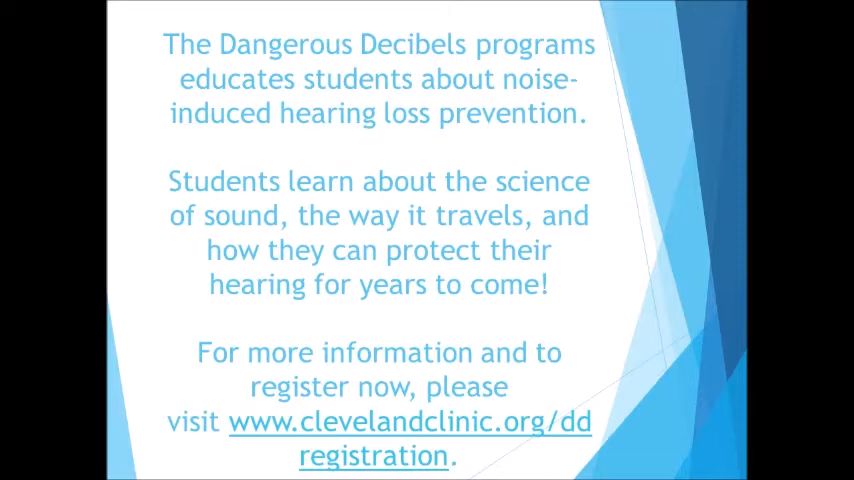 The Dangerous Decibels programs
educates students about noise-
induced hearing loss prevention.
Students learn about the science
of sound, the way it travels, and
how they can protect their
hearing for years to come!
For more information and to
register now, please
visit www.clevelandclinic.org/dd
registration.